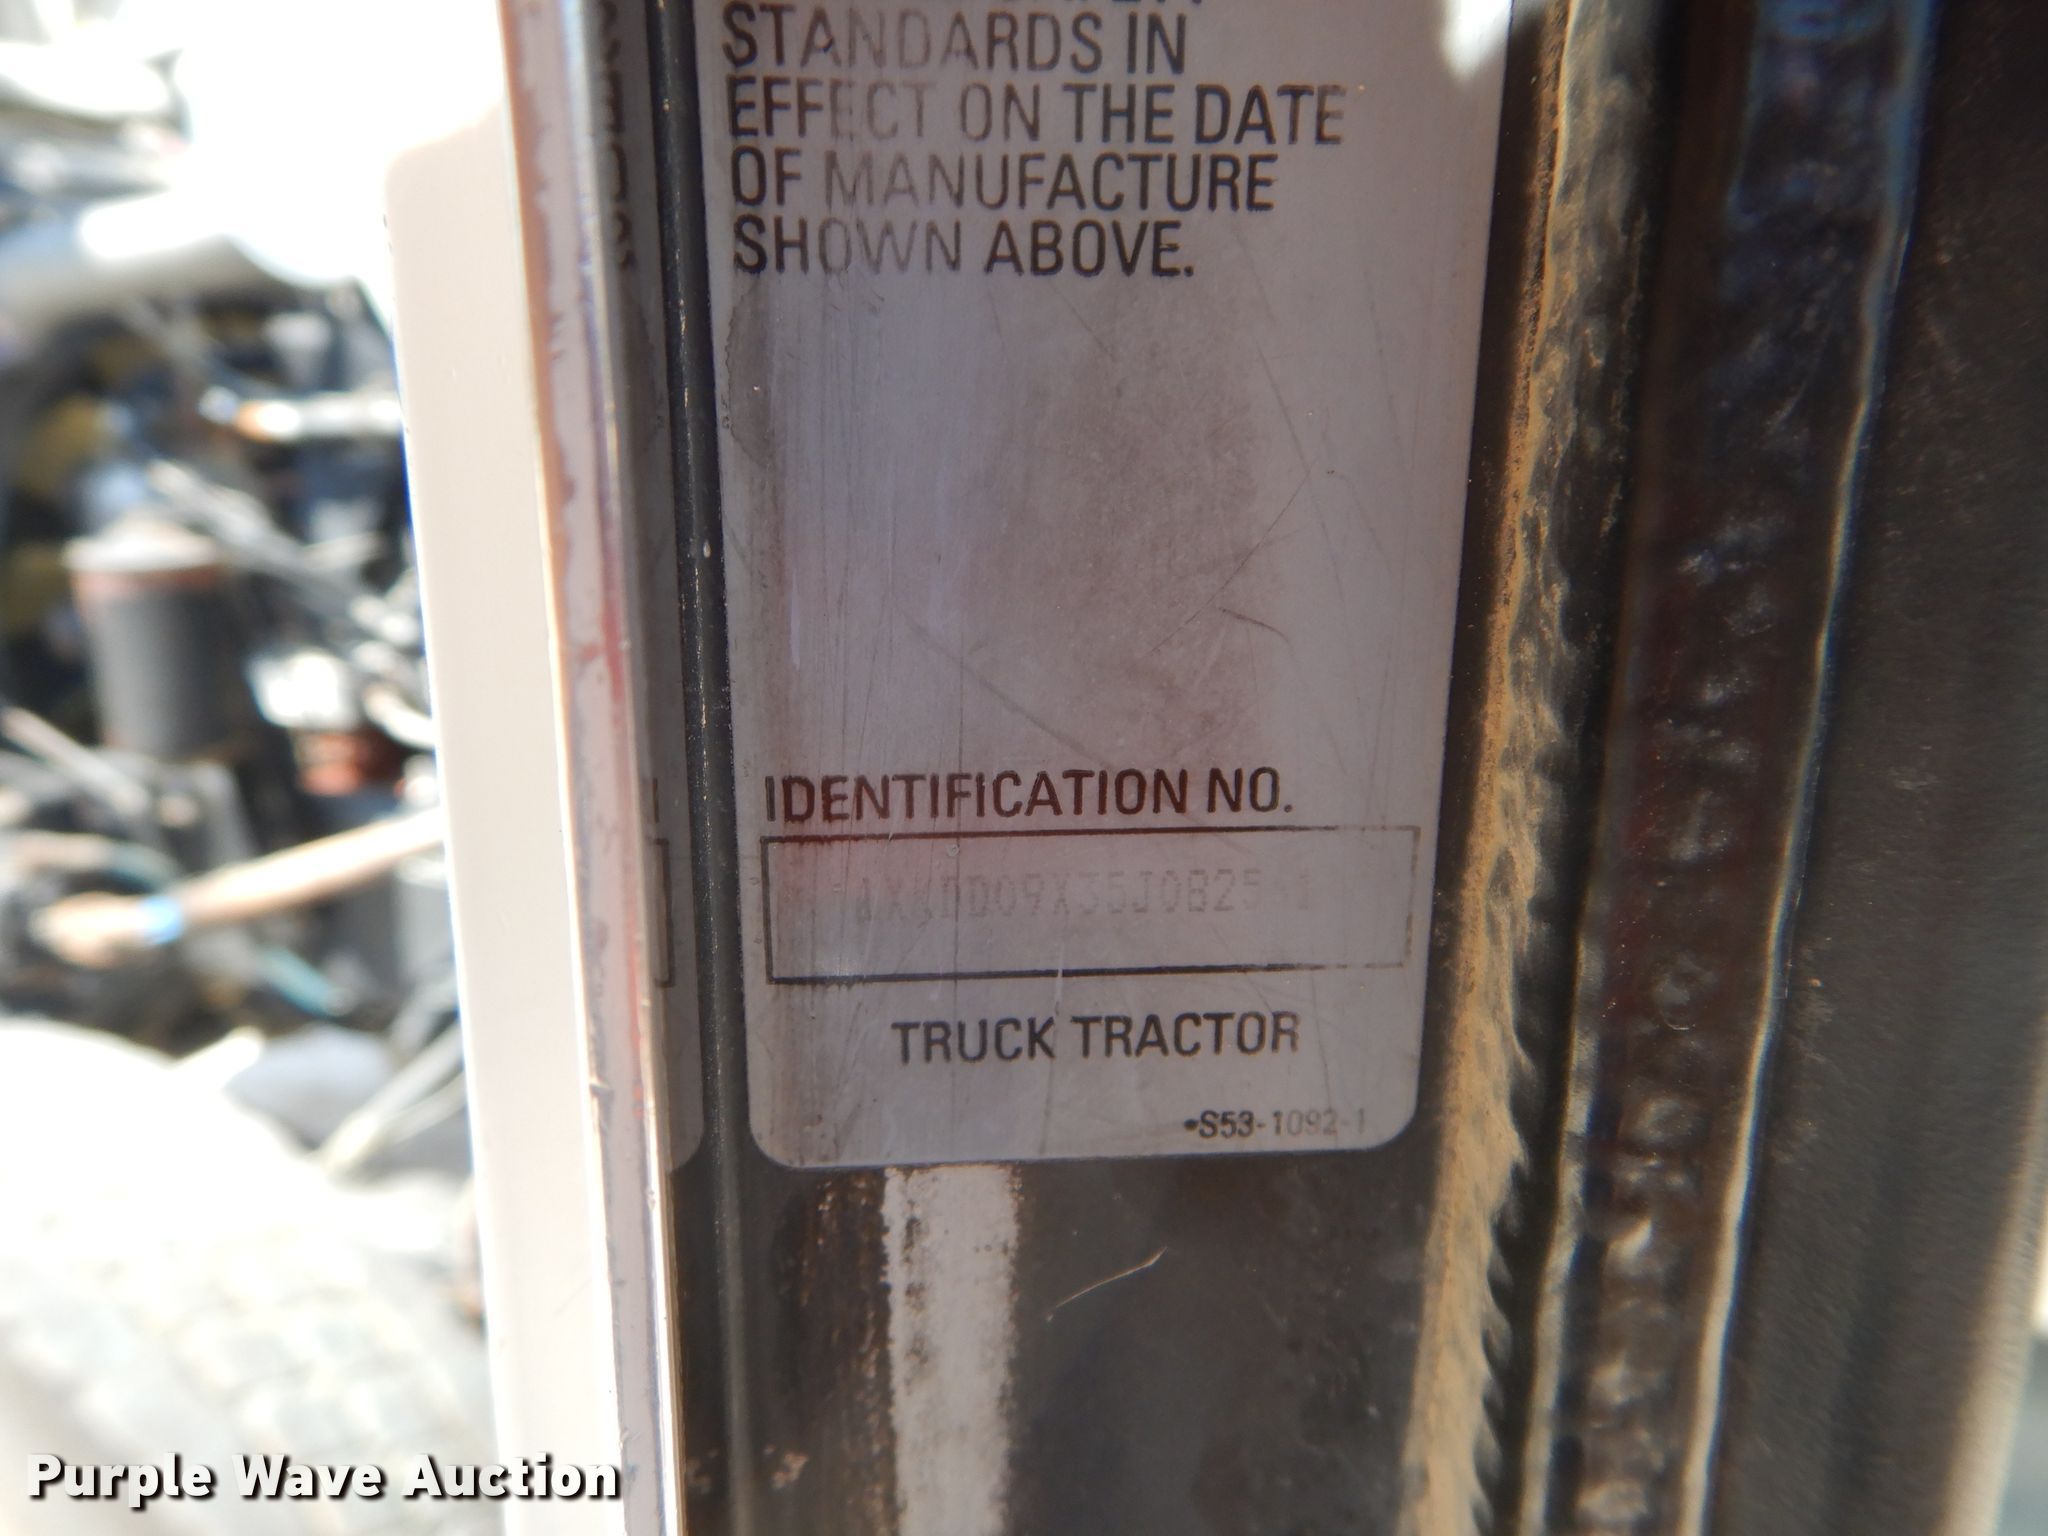 STANDARDS IN
EFFECT ON THE DATE
OF MANUFACTURE
SHOWN ABOVE.
IDENTIFICATION NO.
TRUCK TRACTOR
•S53-1092-1
Purple Wave Auction